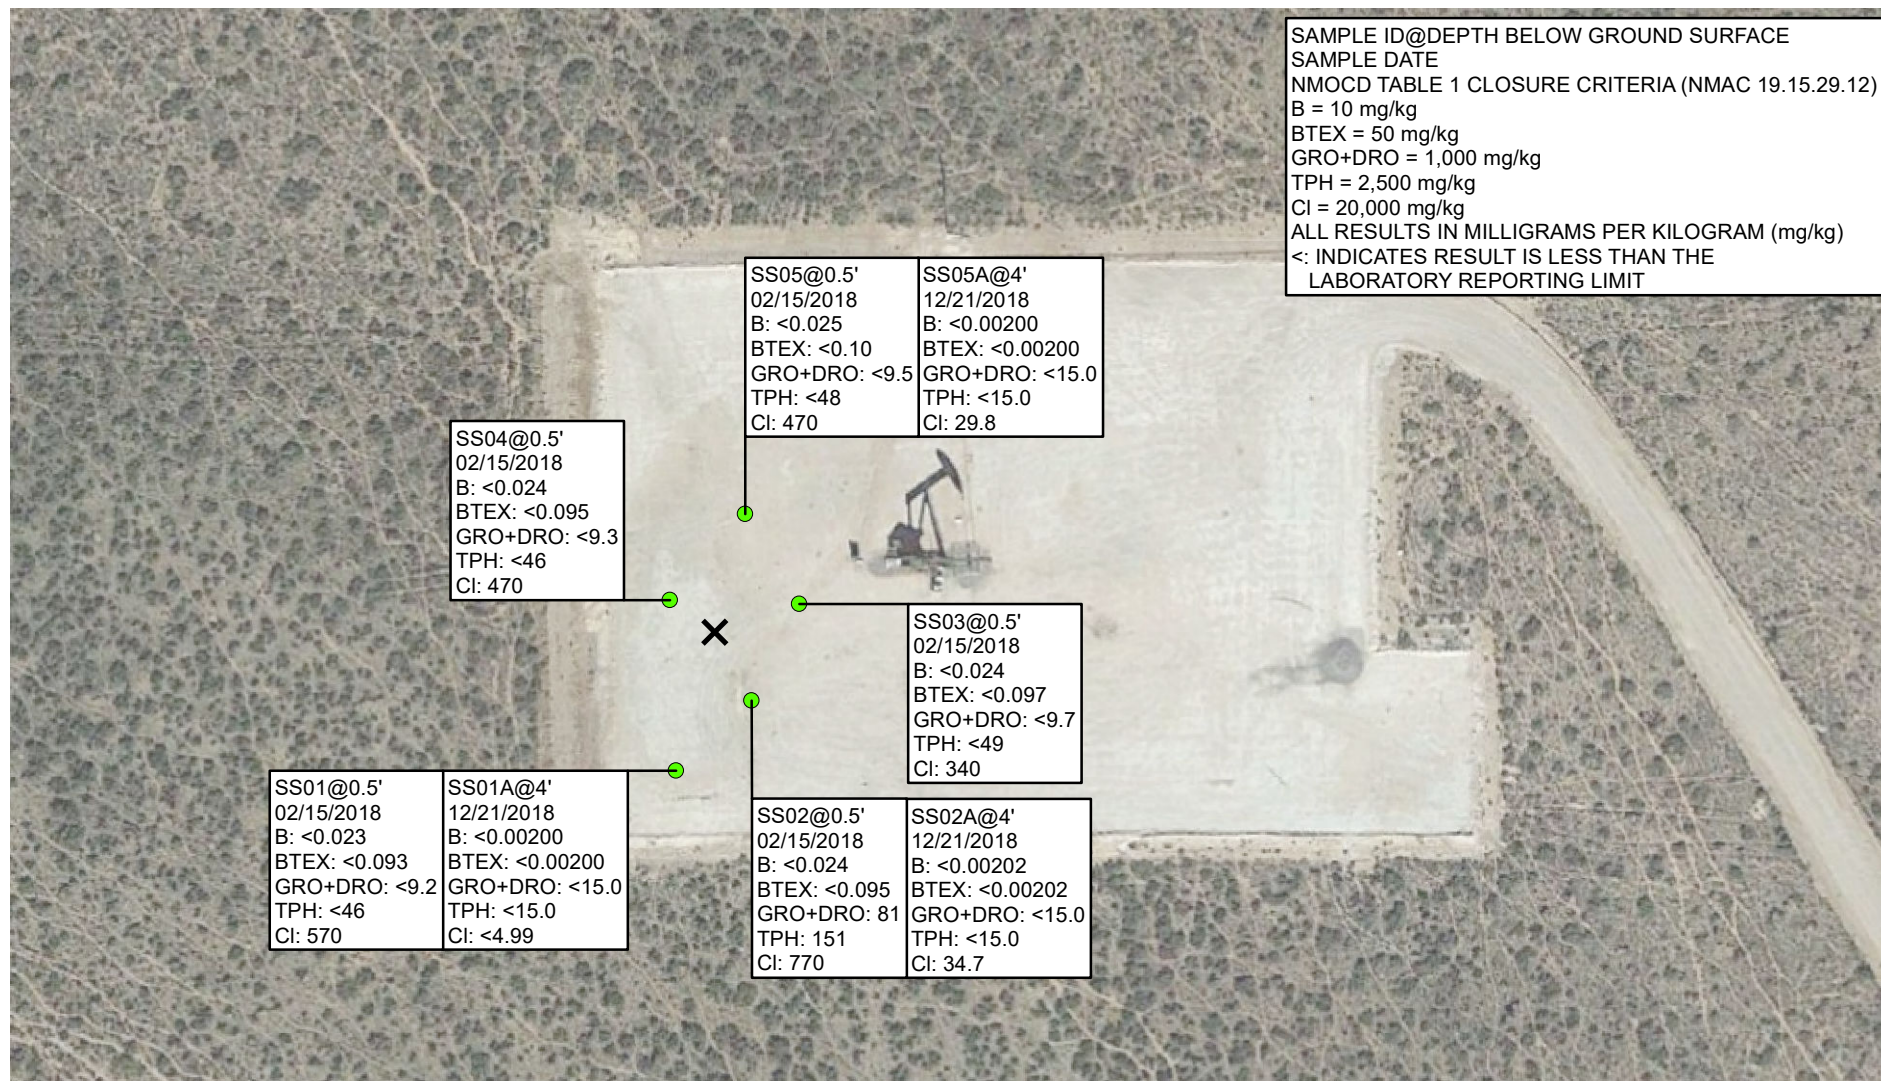 SAMPLE ID@DEPTH BELOW GROUND SURFACE
SAMPLE DATE
NMOCD TABLE 1 CLOSURE CRITERIA (NMAC 19.15.29.12)
B = 10 mg/kg
BTEX = 50 mg/kg
GRO+DRO = 1,000 mg/kg
TPH = 2,500 mg/kg
Cl = 20,000 mg/kg
ALL RESULTS IN MILLIGRAMS PER KILOGRAM (mg/kg)
<: INDICATES RESULT IS LESS THAN THE
LABORATORY REPORTING LIMIT
SS05@0.5'
02/15/2018
B: <0.025
BTEX: <0.10
GRO+DRO: <9.5
TPH: <48
Cl: 470
SS05A@4'
12/21/2018
B: <0.00200
BTEX: <0.00200
GRO+DRO: <15.0
TPH: <15.0
Cl: 29.8
SS04@0.5'
02/15/2018
B: <0.024
BTEX: <0.095
GRO+DRO: <9.3
TPH: <46
Cl: 470
SS03@0.5'
02/15/2018
B: <0.024
BTEX: <0.097
GRO+DRO: <9.7
TPH: <49
Cl: 340
SS01@0.5'
02/15/2018
B: <0.023
BTEX: <0.093
GRO+DRO: <9.2
TPH: <46
Cl: 570
SS01A@4'
12/21/2018
B: <0.00200
BTEX: <0.00200
GRO+DRO: <15.0
TPH: <15.0
Cl: <4.99
SS02@0.5'
02/15/2018
B: <0.024
BTEX: <0.095
GRO+DRO: 81
TPH: 151
Cl: 770
SS02A@4'
12/21/2018
B: <0.00202
BTEX: <0.00202
GRO+DRO: <15.0
TPH: <15.0
Cl: 34.7